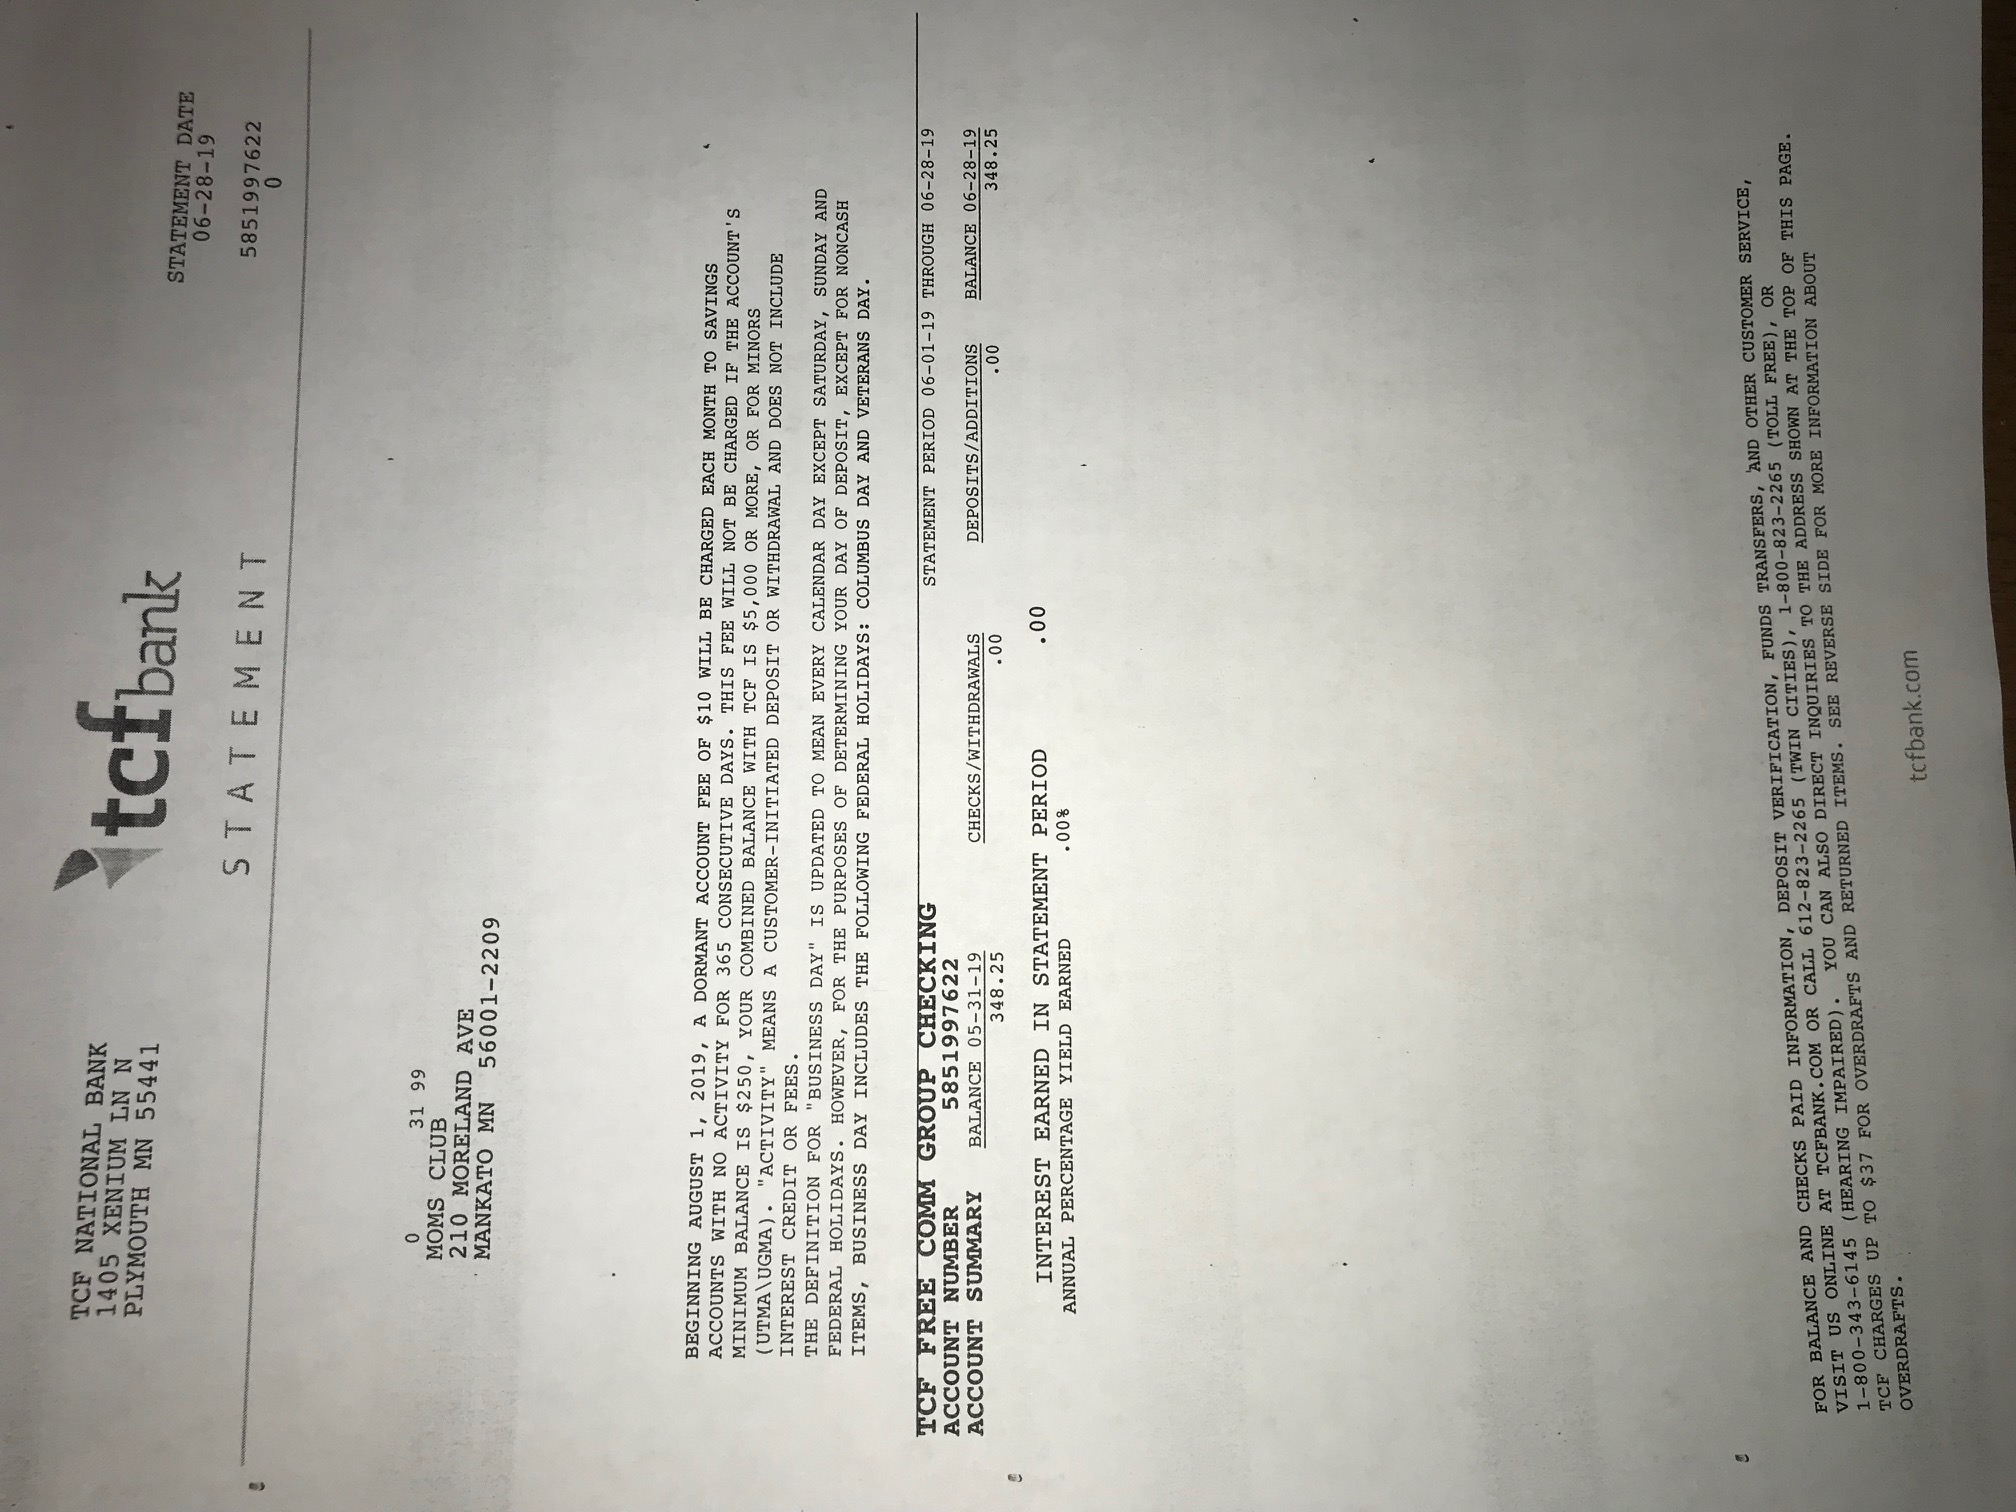 TCF NATIONAL BANK
1405 XENIUM LN N
PLYMOUTH MN 55441
tcfbank
STATEMENT
STATEMENT DATE
06-28-19
5851997622
0
0 31 99
MOMS CLUB
210 MORELAND AVE
MANKATO MN 56001-2209
BEGINNING AUGUST 1, 2019, A DORMANT ACCOUNT FEE OF $10 WILL BE CHARGED EACH MONTH TO SAVINGS
ACCOUNTS WITH NO ACTIVITY FOR 365 CONSECUTIVE DAYS. THIS FEE WILL NOT BE CHARGED IF THE ACCOUNT'S
MINIMUM BALANCE IS $250, YOUR COMBINED BALANCE WITH TCF IS $5,000 OR MORE, OR FOR MINORS
(UTMA\UGMA). "ACTIVITY" MEANS A CUSTOMER-INITIATED DEPOSIT OR WITHDRAWAL AND DOES NOT INCLUDE
INTEREST CREDIT OR FEES.
THE DEFINITION FOR "BUSINESS DAY" IS UPDATED TO MEAN EVERY CALENDAR DAY EXCEPT SATURDAY, SUNDAY AND
FEDERAL HOLIDAYS. HOWEVER, FOR THE PURPOSES OF DETERMINING YOUR DAY OF DEPOSIT, EXCEPT FOR NONCASH
ITEMS, BUSINESS DAY INCLUDES THE FOLLOWING FEDERAL HOLIDAYS: COLUMBUS DAY AND VETERANS DAY.
TCF FREE COMM GROUP CHECKING STATEMENT PERIOD 06-01-19 THROUGH 06-28-19
ACCOUNT NUMBER 5851997622
ACCOUNT SUMMARY BALANCE 05-31-19 CHECKS/WITHDRAWALS DEPOSITS/ADDITIONS BALANCE 06-28-19
348.25 .00 .00 348.25
INTEREST EARNED IN STATEMENT PERIOD .00
ANNUAL PERCENTAGE YIELD EARNED .00%
FOR BALANCE AND CHECKS PAID INFORMATION, DEPOSIT VERIFICATION, FUNDS TRANSFERS, AND OTHER CUSTOMER SERVICE,
VISIT US ONLINE AT TCFBANK.COM OR CALL 612-823-2265 (TWIN CITIES), 1-800-823-2265 (TOLL FREE), OR
1-800-343-6145 (HEARING IMPAIRED). YOU CAN ALSO DIRECT INQUIRIES TO THE ADDRESS SHOWN AT THE TOP OF THIS PAGE.
TCF CHARGES UP TO $37 FOR OVERDRAFTS AND RETURNED ITEMS. SEE REVERSE SIDE FOR MORE INFORMATION ABOUT
OVERDRAFTS.
tcfbank.com